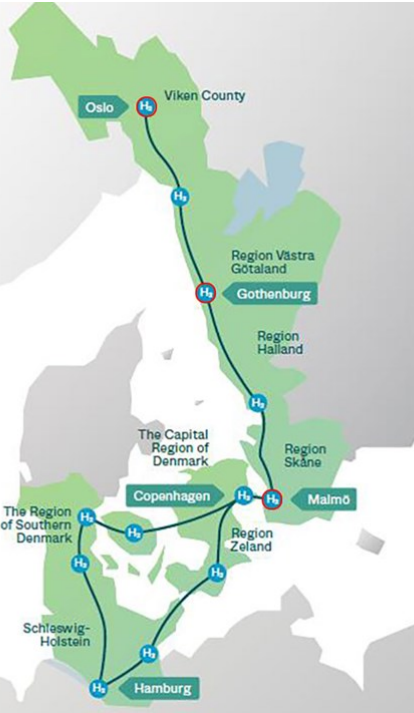 Viken County
Oslo
H₂
H₂
Region Västra
Götaland
H₂
Gothenburg
Region
Halland
H₂
The Capital
Region of
Denmark
Region
Skåne
Copenhagen
H₂
H₂
Malmö
The Region
of Southern
Denmark
H₂
H₂
Region
Zeland
H₂
H₂
Schleswig-
Holstein
H₂
H₂
Hamburg